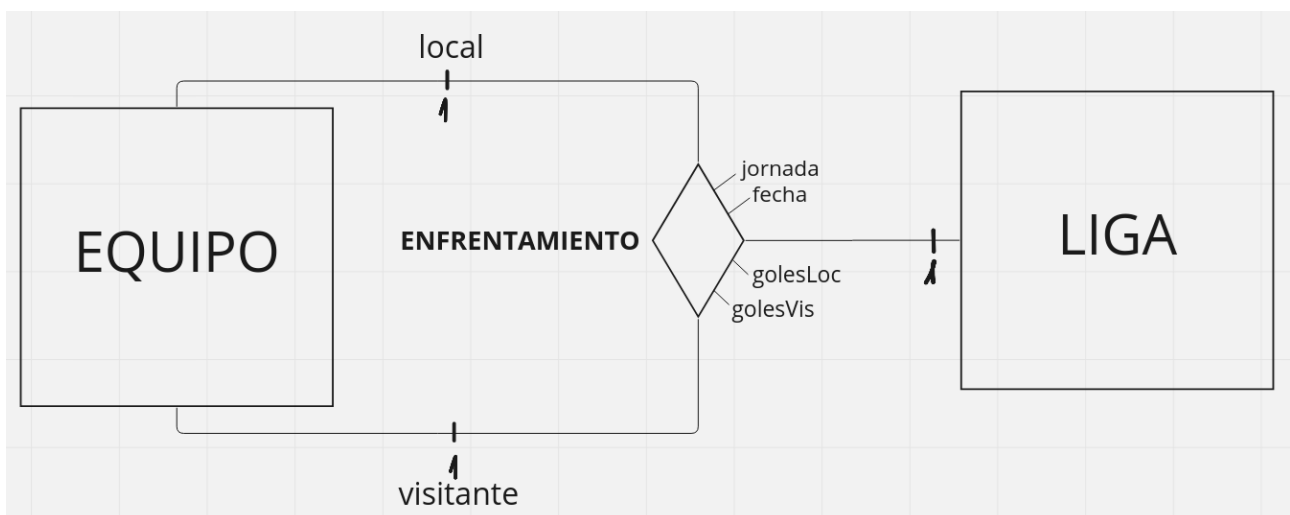 local
1
jornada
fecha
EQUIPO
ENFRENTAMIENTO
LIGA
1
golesLoc
golesVis
1
visitante